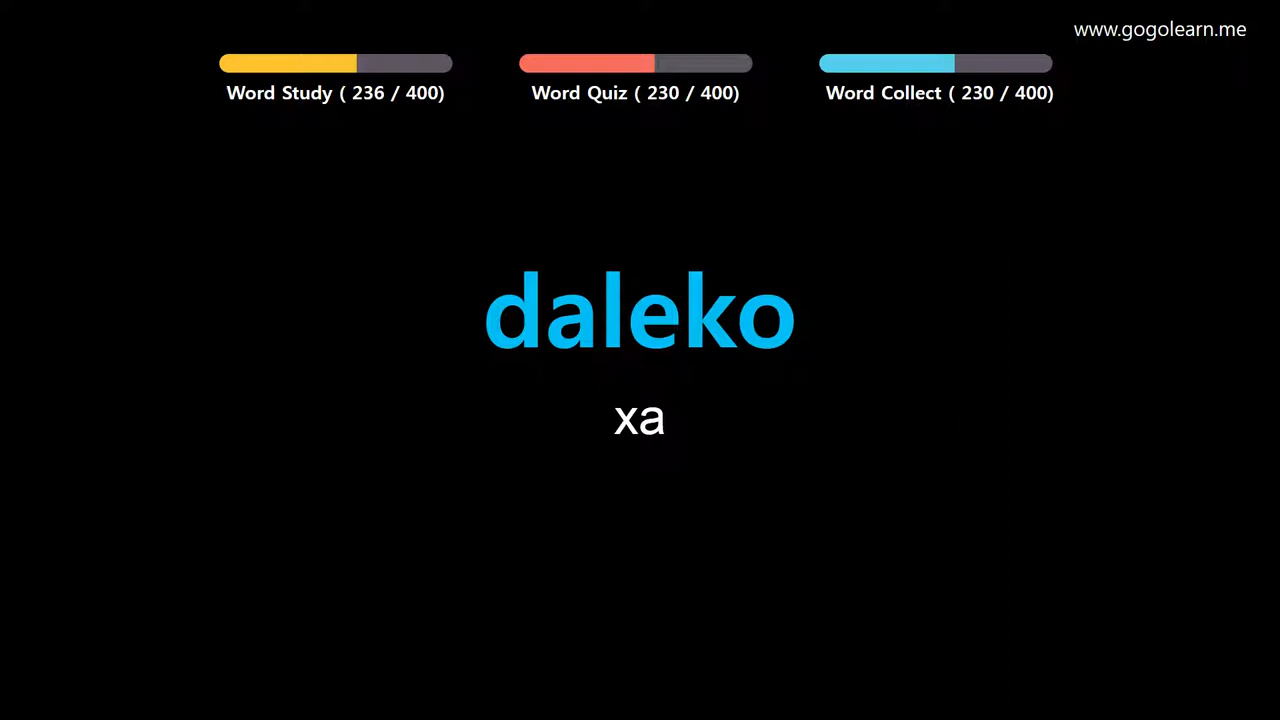 www.gogolearn.me
Word Study ( 236 / 400)
Word Quiz ( 230 / 400)
Word Collect ( 230 / 400)
daleko
xa